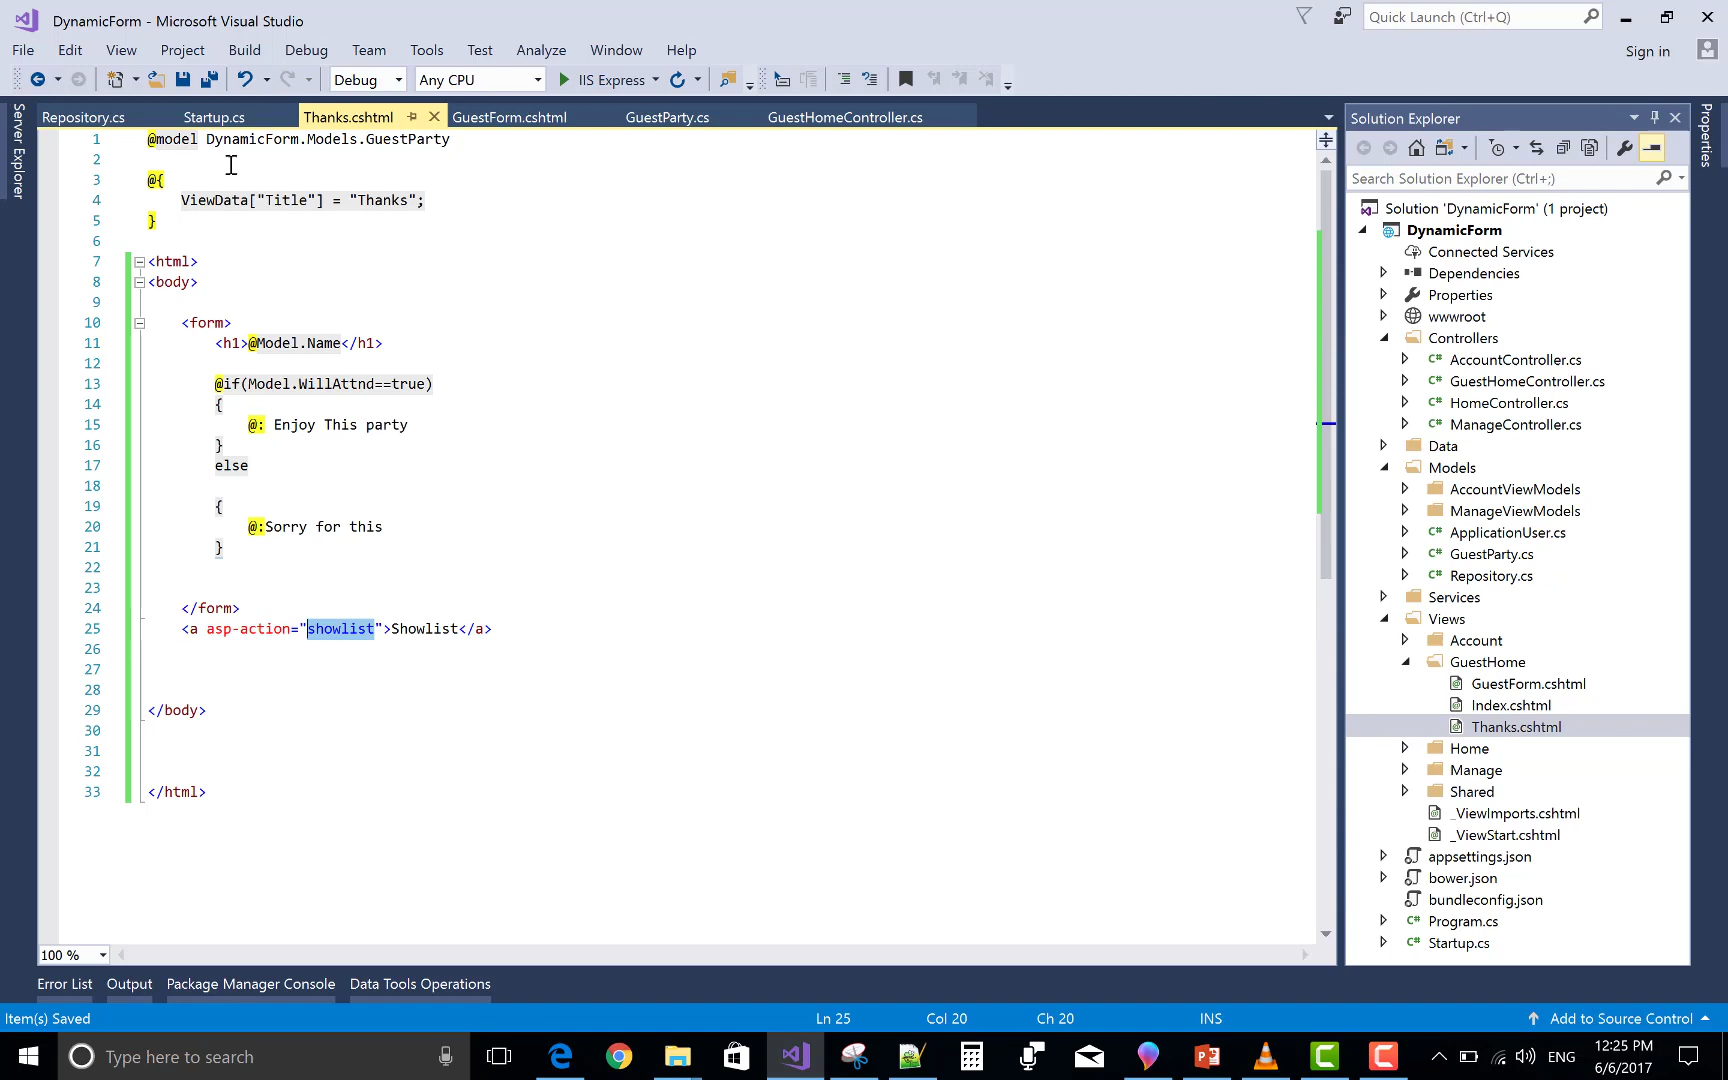 DynamicForm - Microsoft Visual Studio
Quick Launch (Ctrl+Q)
File Edit View Project Build Debug Team Tools Test Analyze Window Help
Sign in
Debug Any CPU IIS Express
Server Explorer
Repository.cs Startup.cs Thanks.cshtml GuestForm.cshtml GuestParty.cs GuestHomeController.cs
1 @model DynamicForm.Models.GuestParty
2
3 @{
4 ViewData["Title"] = "Thanks";
5 }
6
7 <html>
8 <body>
9
10 <form>
11 <h1>@Model.Name</h1>
12
13 @if(Model.WillAttnd==true)
14 {
15 @: Enjoy This party
16 }
17 else
18
19 {
20 @:Sorry for this
21 }
22
23
24 </form>
25 <a asp-action="showlist">Showlist</a>
26
27
28
29 </body>
30
31
32
33 </html>
100 %
Solution Explorer
Search Solution Explorer (Ctrl+;)
Solution 'DynamicForm' (1 project)
DynamicForm
Connected Services
Dependencies
Properties
wwwroot
Controllers
C# AccountController.cs
C# GuestHomeController.cs
C# HomeController.cs
C# ManageController.cs
Data
Models
AccountViewModels
ManageViewModels
C# ApplicationUser.cs
C# GuestParty.cs
C# Repository.cs
Services
Views
Account
GuestHome
GuestForm.cshtml
Index.cshtml
Thanks.cshtml
Home
Manage
Shared
_ViewImports.cshtml
_ViewStart.cshtml
appsettings.json
bower.json
bundleconfig.json
C# Program.cs
C# Startup.cs
Properties
Error List Output Package Manager Console Data Tools Operations
Item(s) Saved Ln 25 Col 20 Ch 20 INS Add to Source Control
Type here to search
ENG
12:25 PM
6/6/2017